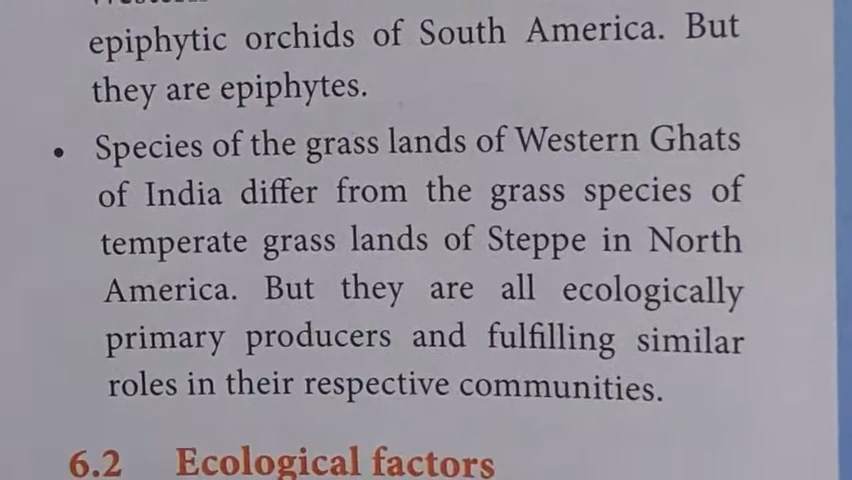 epiphytic orchids of South America. But
they are epiphytes.
• Species of the grass lands of Western Ghats
of India differ from the grass species of
temperate grass lands of Steppe in North
America. But they are all ecologically
primary producers and fulfilling similar
roles in their respective communities.
6.2 Ecological factors